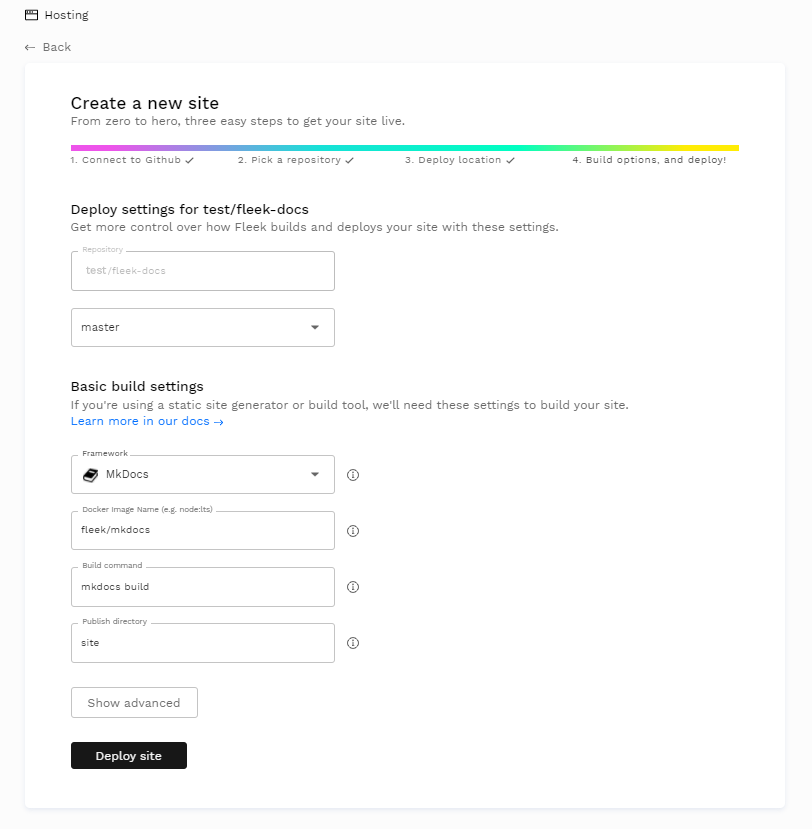 Hosting
← Back
Create a new site
From zero to hero, three easy steps to get your site live.
1. Connect to Github ✓ 2. Pick a repository ✓ 3. Deploy location ✓ 4. Build options, and deploy!
Deploy settings for test/fleek-docs
Get more control over how Fleek builds and deploys your site with these settings.
Repository
test/fleek-docs
master
Basic build settings
If you're using a static site generator or build tool, we'll need these settings to build your site.
Learn more in our docs →
Framework
MkDocs
Docker Image Name (e.g. node:lts)
fleek/mkdocs
Build command
mkdocs build
Publish directory
site
Show advanced
Deploy site